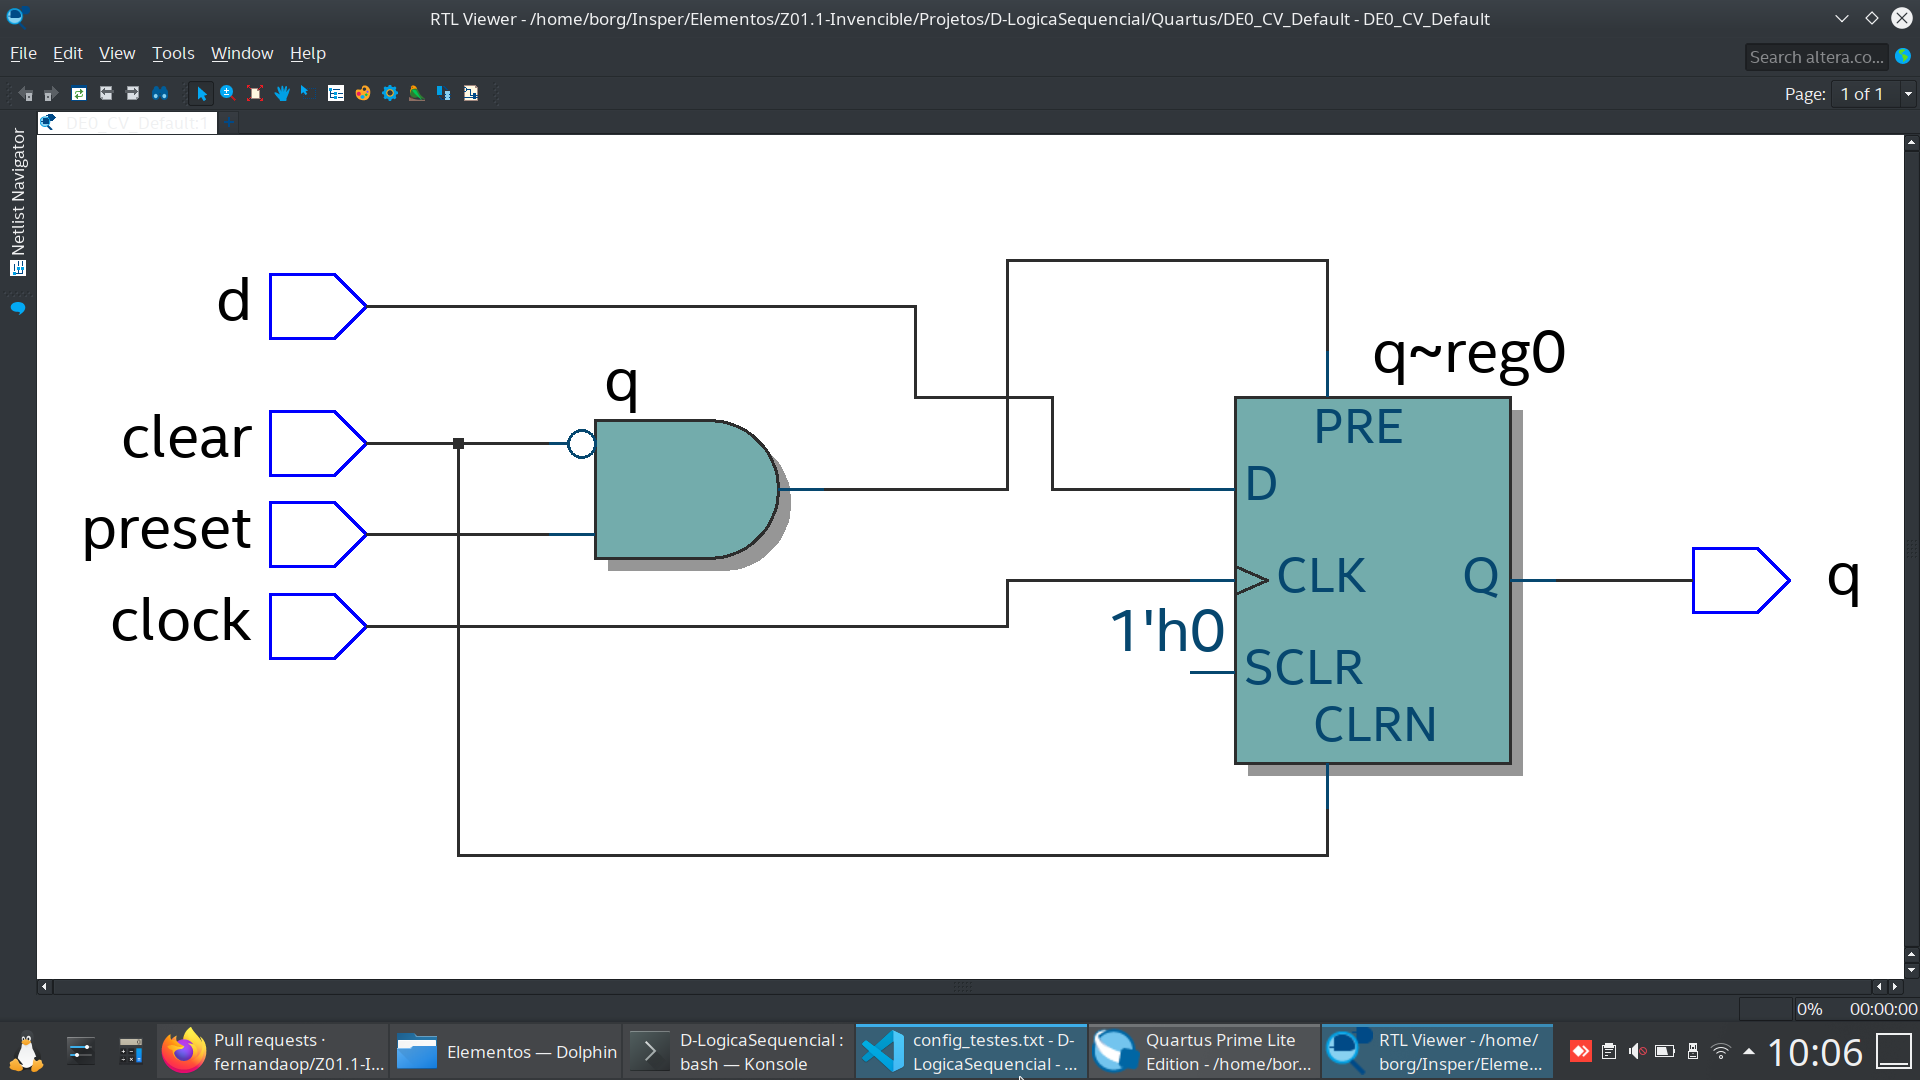 RTL Viewer - /home/borg/Insper/Elementos/Z01.1-Invencible/Projetos/D-LogicaSequencial/Quartus/DE0_CV_Default - DE0_CV_Default
File Edit View Tools Window Help
Search altera.co...
Page: 1 of 1
DE0_CV_Default:1
Netlist Navigator
d
clear
preset
clock
q
q~reg0
PRE
D
CLK
Q
1'h0
SCLR
CLRN
q
0% 00:00:00
Pull requests ·
fernandaop/Z01.1-I...
Elementos — Dolphin
D-LogicaSequencial :
bash — Konsole
config_testes.txt - D-
LogicaSequencial - ...
Quartus Prime Lite
Edition - /home/bor...
RTL Viewer - /home/
borg/Insper/Eleme...
10:06